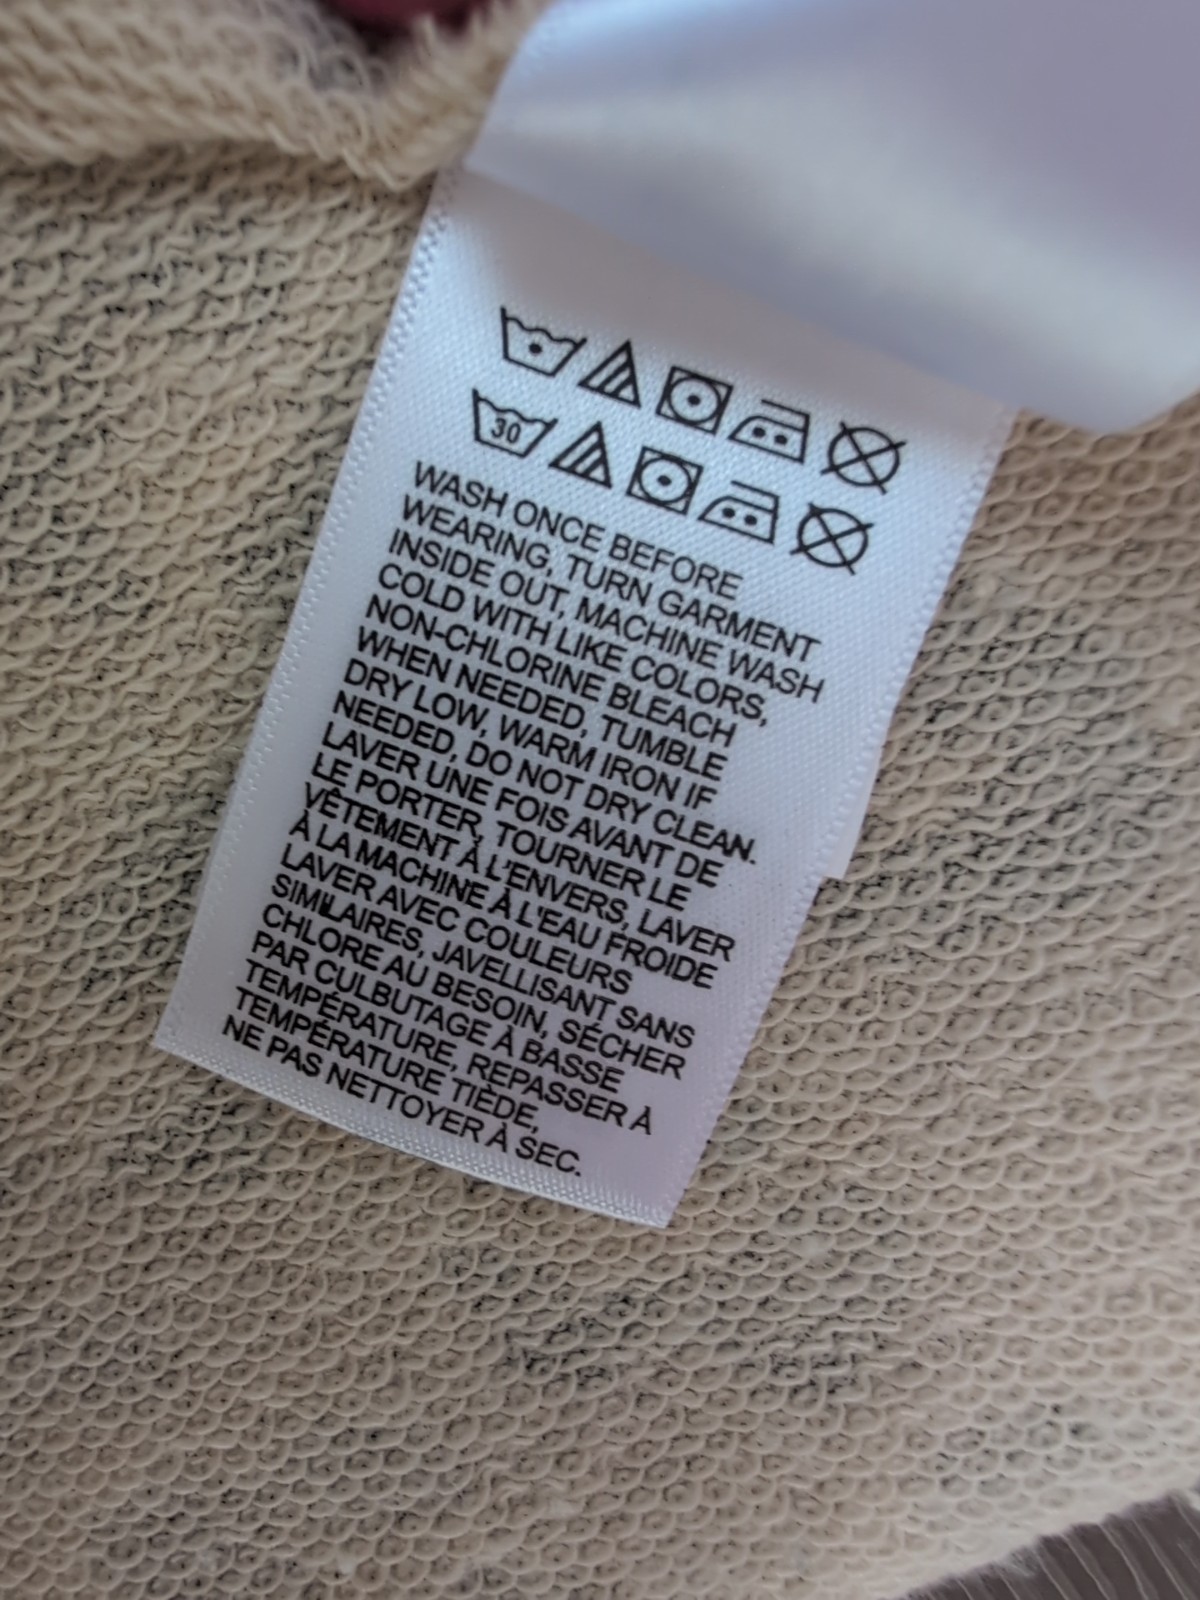 30
WASH ONCE BEFORE
WEARING, TURN GARMENT
INSIDE OUT, MACHINE WASH
COLD WITH LIKE COLORS,
NON-CHLORINE BLEACH
WHEN NEEDED, TUMBLE
DRY LOW, WARM IRON IF
NEEDED, DO NOT DRY CLEAN.
LAVER UNE FOIS AVANT DE
LE PORTER, TOURNER LE
VÊTEMENT À L'ENVERS, LAVER
À LA MACHINE À L'EAU FROIDE
LAVER AVEC COULEURS
SIMILAIRES, JAVELLISANT SANS
CHLORE AU BESOIN, SÉCHER
PAR CULBUTAGE À BASSE
TEMPÉRATURE, REPASSER À
TEMPÉRATURE TIÈDE,
NE PAS NETTOYER À SEC.